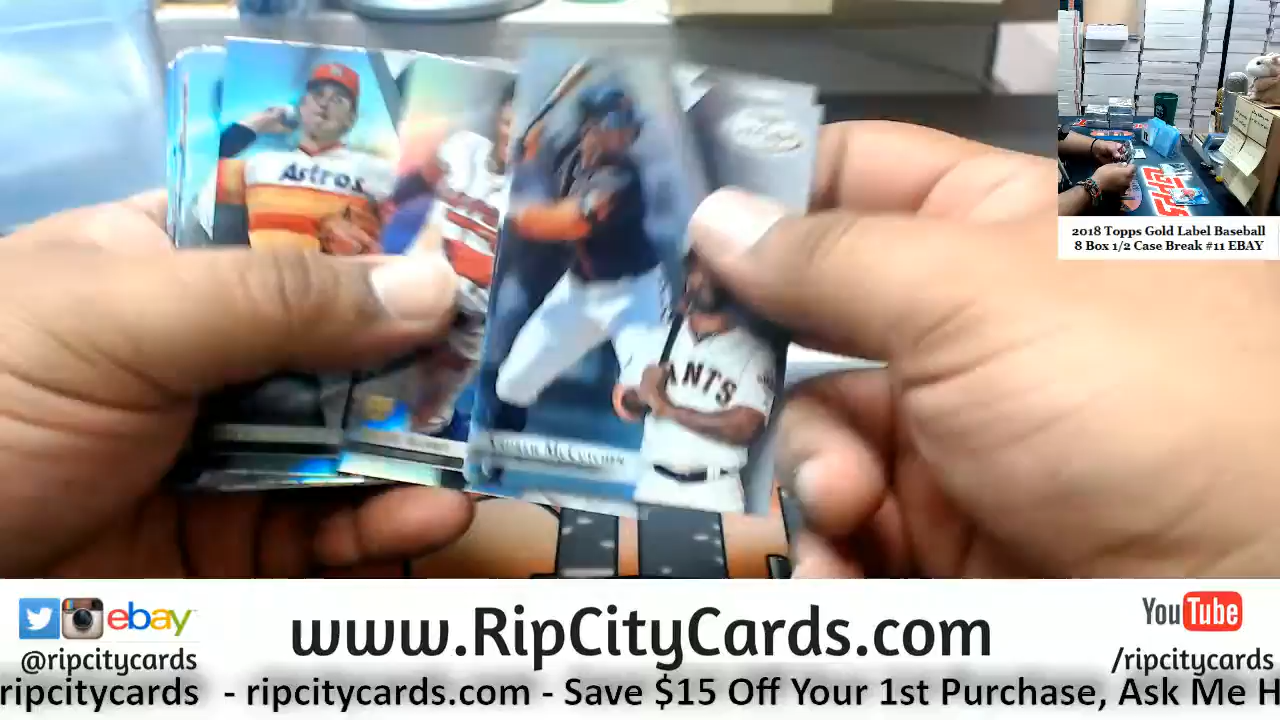 Astros
ANTS
2018 Topps Gold Label Baseball
8 Box 1/2 Case Break #11 EBAY
ebay
www.RipCityCards.com
YouTube
@ripcitycards
/ripcitycards
ripcitycards - ripcitycards.com - Save $15 Off Your 1st Purchase, Ask Me H